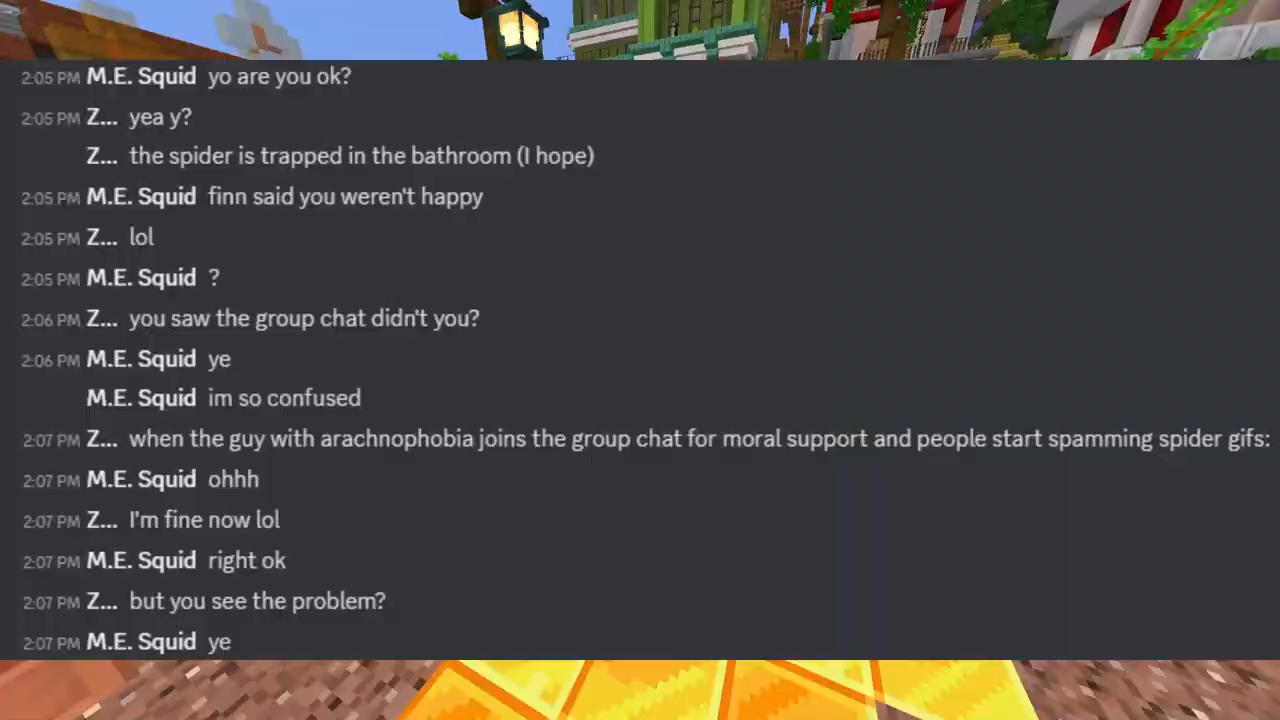 2:05 PM M.E. Squid yo are you ok?
2:05 PM Z... yea y?
Z... the spider is trapped in the bathroom (I hope)
2:05 PM M.E. Squid finn said you weren't happy
2:05 PM Z... lol
2:05 PM M.E. Squid ?
2:06 PM Z... you saw the group chat didn't you?
2:06 PM M.E. Squid ye
M.E. Squid im so confused
2:07 PM Z... when the guy with arachnophobia joins the group chat for moral support and people start spamming spider gifs:
2:07 PM M.E. Squid ohhh
2:07 PM Z... I'm fine now lol
2:07 PM M.E. Squid right ok
2:07 PM Z... but you see the problem?
2:07 PM M.E. Squid ye